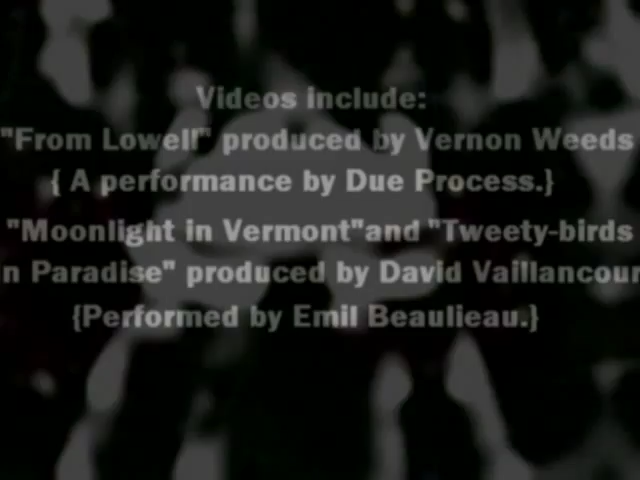 Videos include:
"From Lowell" produced by Vernon Weeds
{ A performance by Due Process.}
"Moonlight in Vermont"and "Tweety-birds
n Paradise" produced by David Vaillancour
{Performed by Emil Beaulieau.}